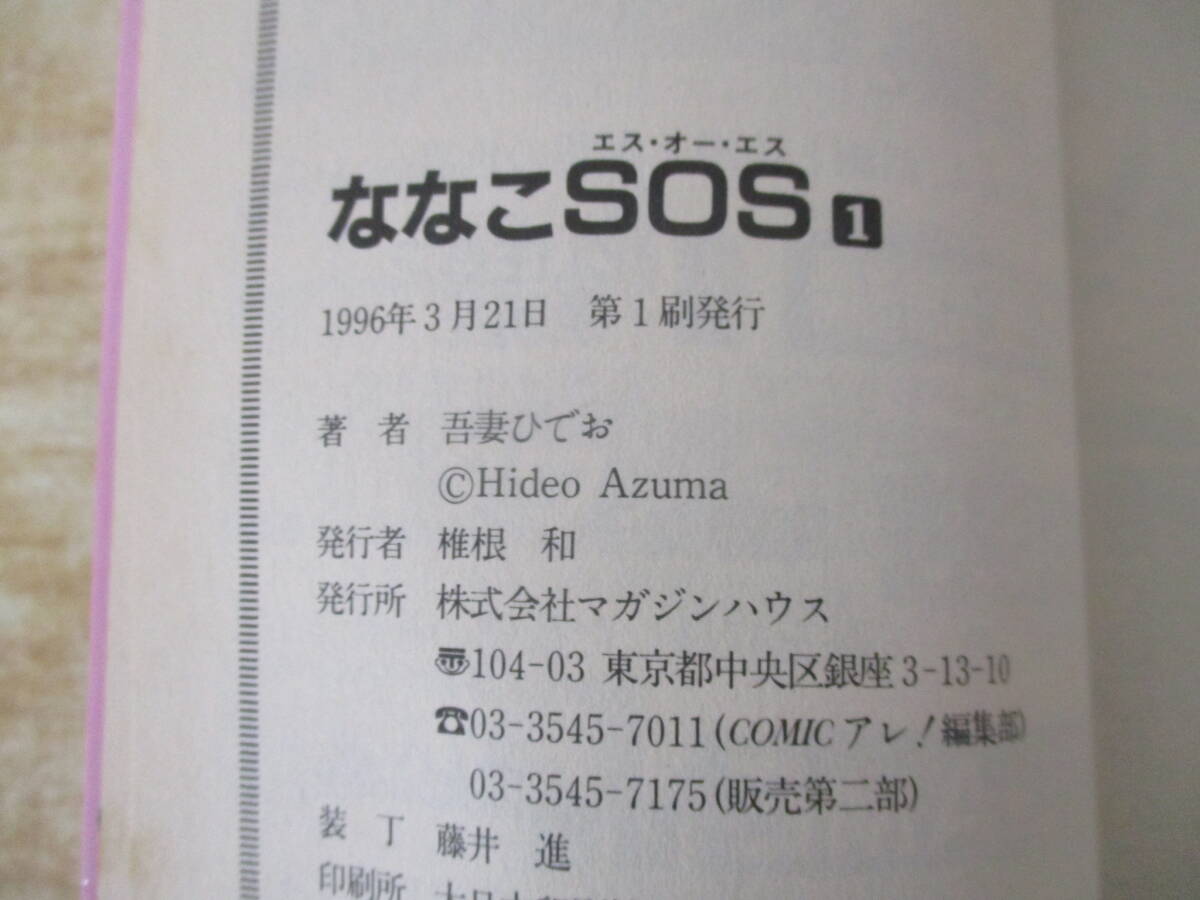 エス・オー・エス
ななこSOS 1
1996年3月21日 第1刷発行
著 者 吾妻ひでお
©Hideo Azuma
発行者 椎根 和
発行所 株式会社マガジンハウス
〠104-03 東京都中央区銀座3-13-10
☎03-3545-7011(COMICアレ!編集部)
03-3545-7175(販売第二部)
装 丁 藤井 進
印刷所